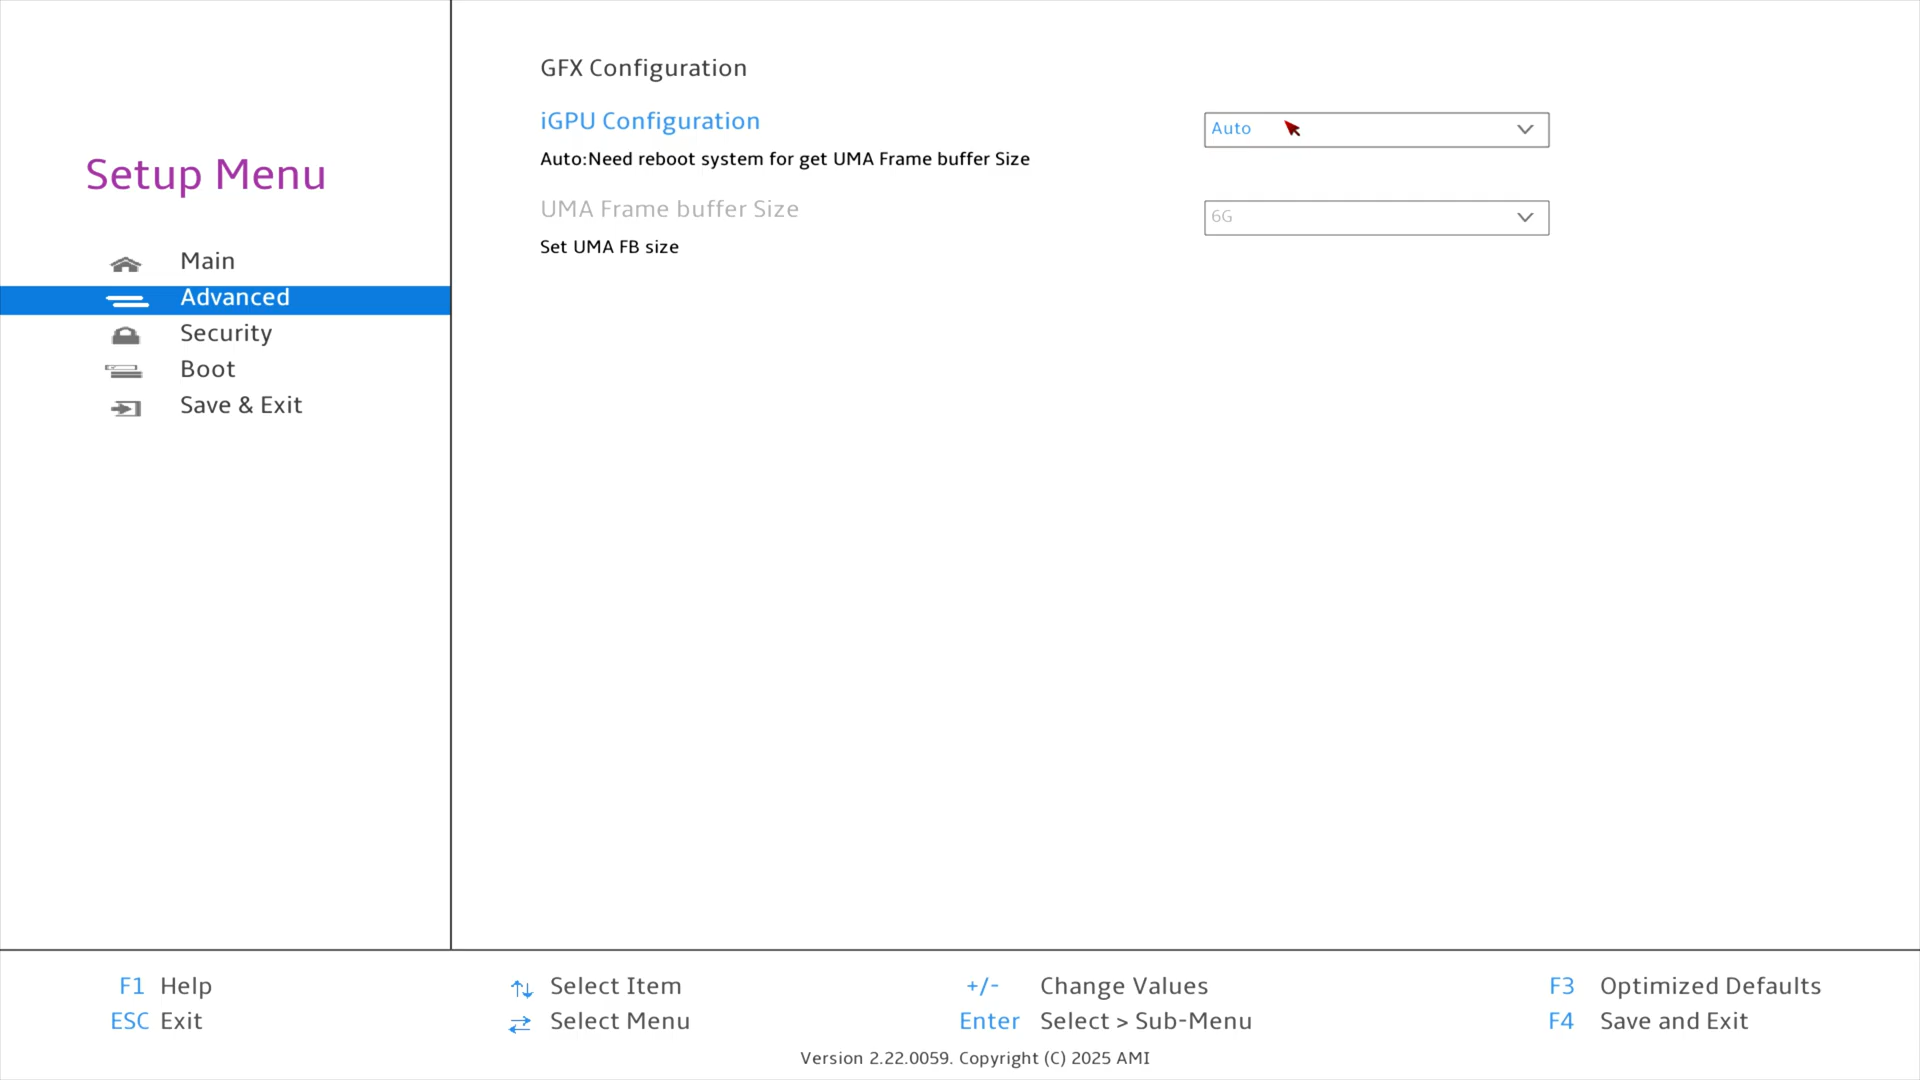 Setup Menu
Main
Advanced
Security
Boot
Save & Exit
GFX Configuration
iGPU Configuration
Auto
Auto:Need reboot system for get UMA Frame buffer Size
UMA Frame buffer Size
6G
Set UMA FB size
F1 Help
Select Item
+/- Change Values
F3 Optimized Defaults
ESC Exit
Select Menu
Enter Select > Sub-Menu
F4 Save and Exit
Version 2.22.0059. Copyright (C) 2025 AMI